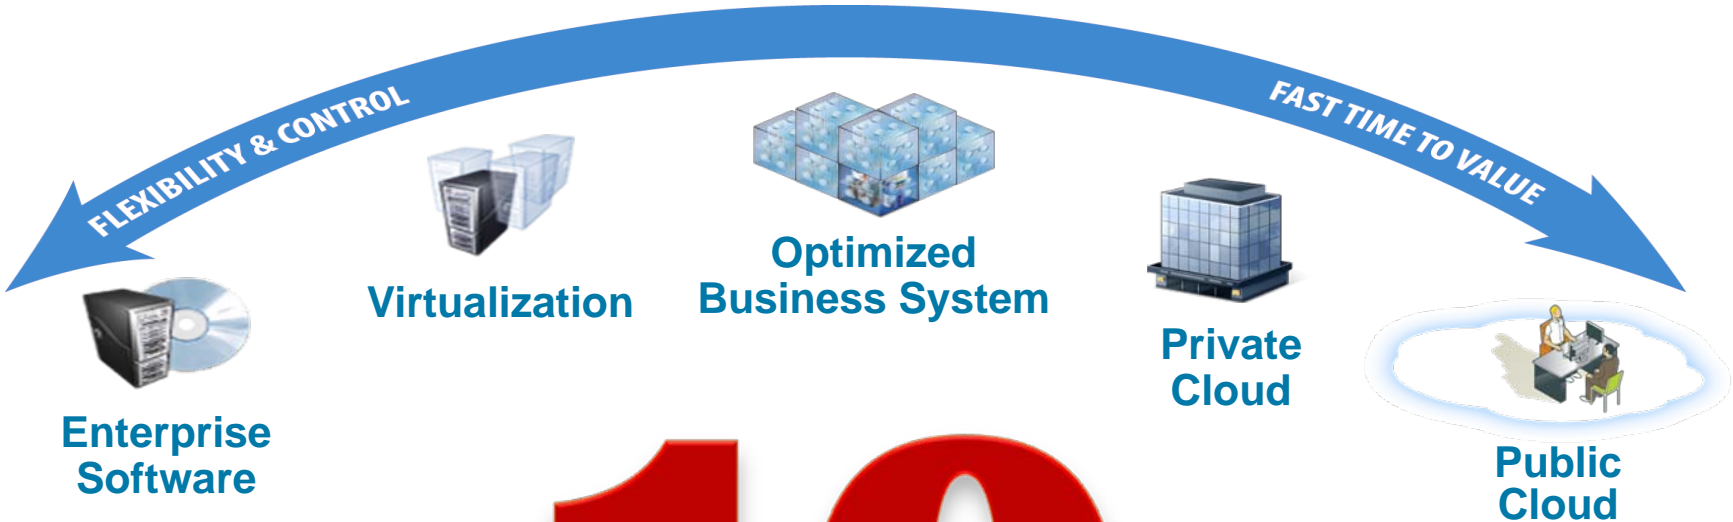 FLEXIBILITY & CONTROL
FAST TIME TO VALUE
Enterprise
Software
Virtualization
Optimized
Business System
Private
Cloud
Public
Cloud